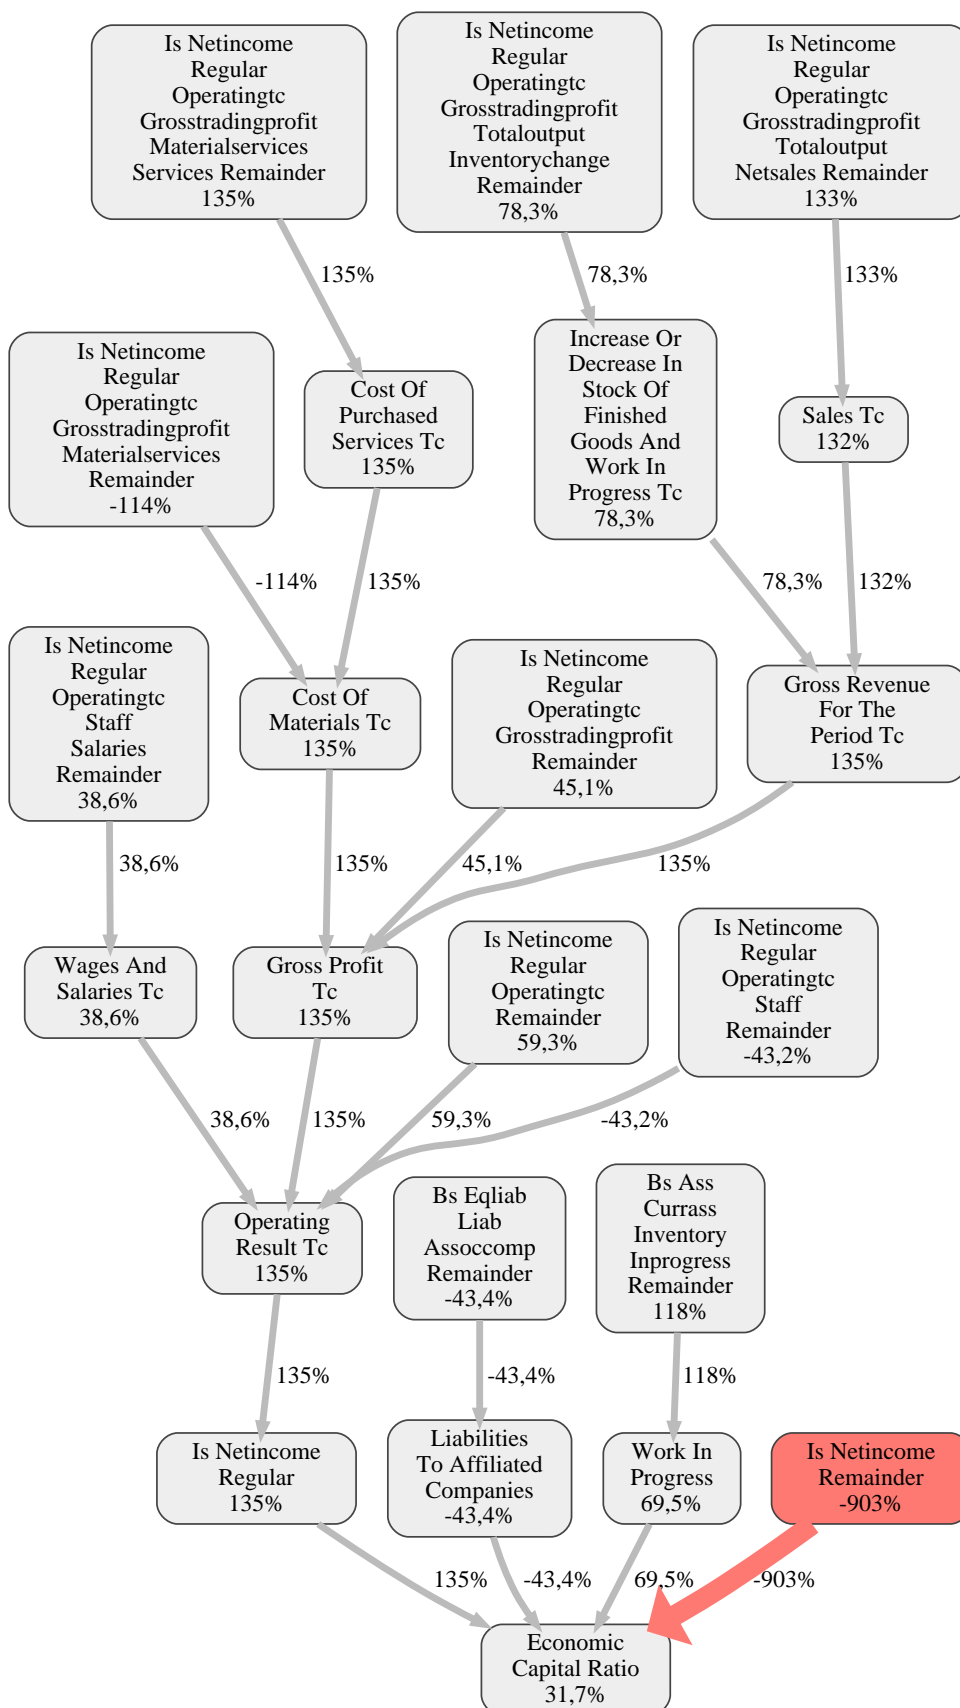 Is Netincome
Regular
Operatingtc
Grosstradingprofit
Materialservices
Services Remainder
135%
Is Netincome
Regular
Operatingtc
Grosstradingprofit
Totaloutput
Inventorychange
Remainder
78,3%
Is Netincome
Regular
Operatingtc
Grosstradingprofit
Totaloutput
Netsales Remainder
133%
135%
78,3%
133%
Is Netincome
Regular
Operatingtc
Grosstradingprofit
Materialservices
Remainder
-114%
Cost Of
Purchased
Services Tc
135%
Increase Or
Decrease In
Stock Of
Finished
Goods And
Work In
Progress Tc
78,3%
Sales Tc
132%
-114%
135%
78,3%
132%
Is Netincome
Regular
Operatingtc
Staff
Salaries
Remainder
38,6%
Cost Of
Materials Tc
135%
Is Netincome
Regular
Operatingtc
Grosstradingprofit
Remainder
45,1%
Gross Revenue
For The
Period Tc
135%
38,6%
135%
45,1%
135%
Wages And
Salaries Tc
38,6%
Gross Profit
Tc
135%
Is Netincome
Regular
Operatingtc
Remainder
59,3%
Is Netincome
Regular
Operatingtc
Staff
Remainder
-43,2%
38,6%
135%
59,3%
-43,2%
Operating
Result Tc
135%
Bs Eqliab
Liab
Assoccomp
Remainder
-43,4%
Bs Ass
Currass
Inventory
Inprogress
Remainder
118%
135%
-43,4%
118%
Is Netincome
Regular
135%
Liabilities
To Affiliated
Companies
-43,4%
Work In
Progress
69,5%
Is Netincome
Remainder
-903%
135%
-43,4%
69,5%
-903%
Economic
Capital Ratio
31,7%